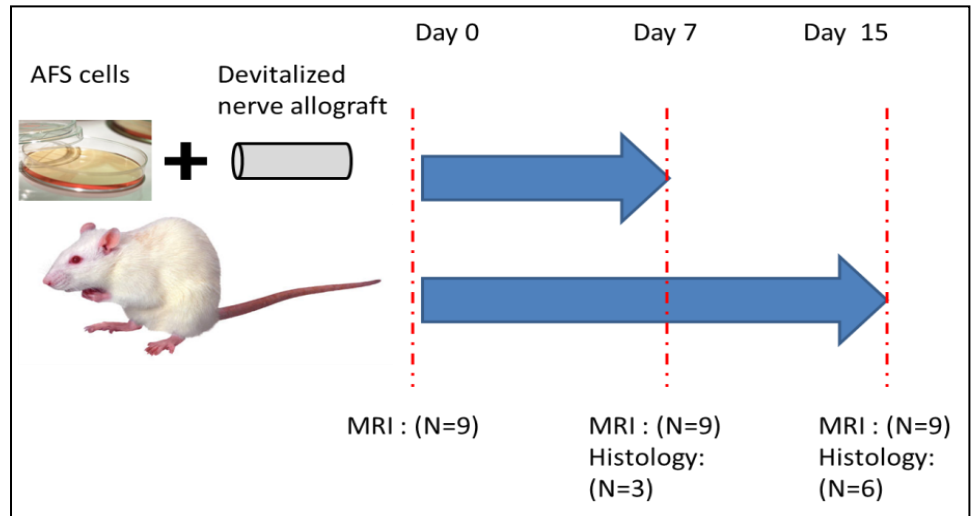 Day 0
Day 7
Day 15
AFS cells
Devitalized
nerve allograft
MRI : (N=9)
MRI : (N=9)
Histology:
(N=3)
MRI : (N=9)
Histology:
(N=6)